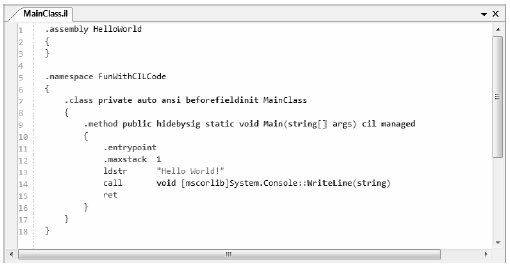 MainClass.il
1 .assembly HelloWorld
2 {
3 }
4
5 .namespace FunWithCILCode
6 {
7 .class private auto ansi beforefieldinit MainClass
8 {
9 .method public hidebysig static void Main(string[] args) cil managed
10 {
11 .entrypoint
12 .maxstack 1
13 ldstr "Hello World!"
14 call void [mscorlib]System.Console::WriteLine(string)
15 ret
16 }
17 }
18 }